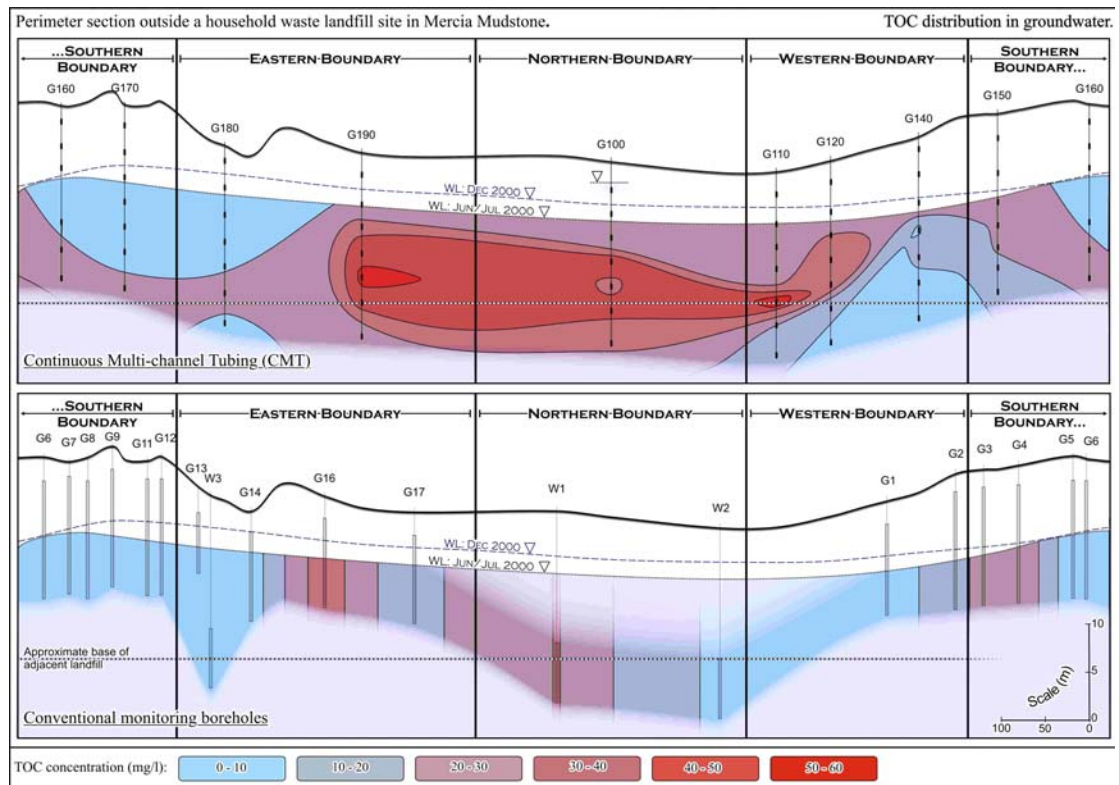 Perimeter section outside a household waste landfill site in Mercia Mudstone.
TOC distribution in groundwater.
...SOUTHERN
BOUNDARY
EASTERN BOUNDARY
NORTHERN BOUNDARY
WESTERN BOUNDARY
SOUTHERN
BOUNDARY...
G160
G170
G180
G190
G100
G110
G120
G140
G150
G160
WL: DEC 2000
WL: JUN/JUL 2000
Continuous Multi-channel Tubing (CMT)
...SOUTHERN
BOUNDARY
EASTERN BOUNDARY
NORTHERN BOUNDARY
WESTERN BOUNDARY
SOUTHERN
BOUNDARY...
G6
G7
G8
G9
G11
G12
G13
W3
G14
G16
G17
W1
W2
G1
G2
G3
G4
G5
G6
WL: DEC 2000
WL: JUN/JUL 2000
Approximate base of
adjacent landfill
Conventional monitoring boreholes
10
5
0
Scale (m)
100 50 0
TOC concentration (mg/l): 0 - 10 10 - 20 20 - 30 30 - 40 40 - 50 50 - 60